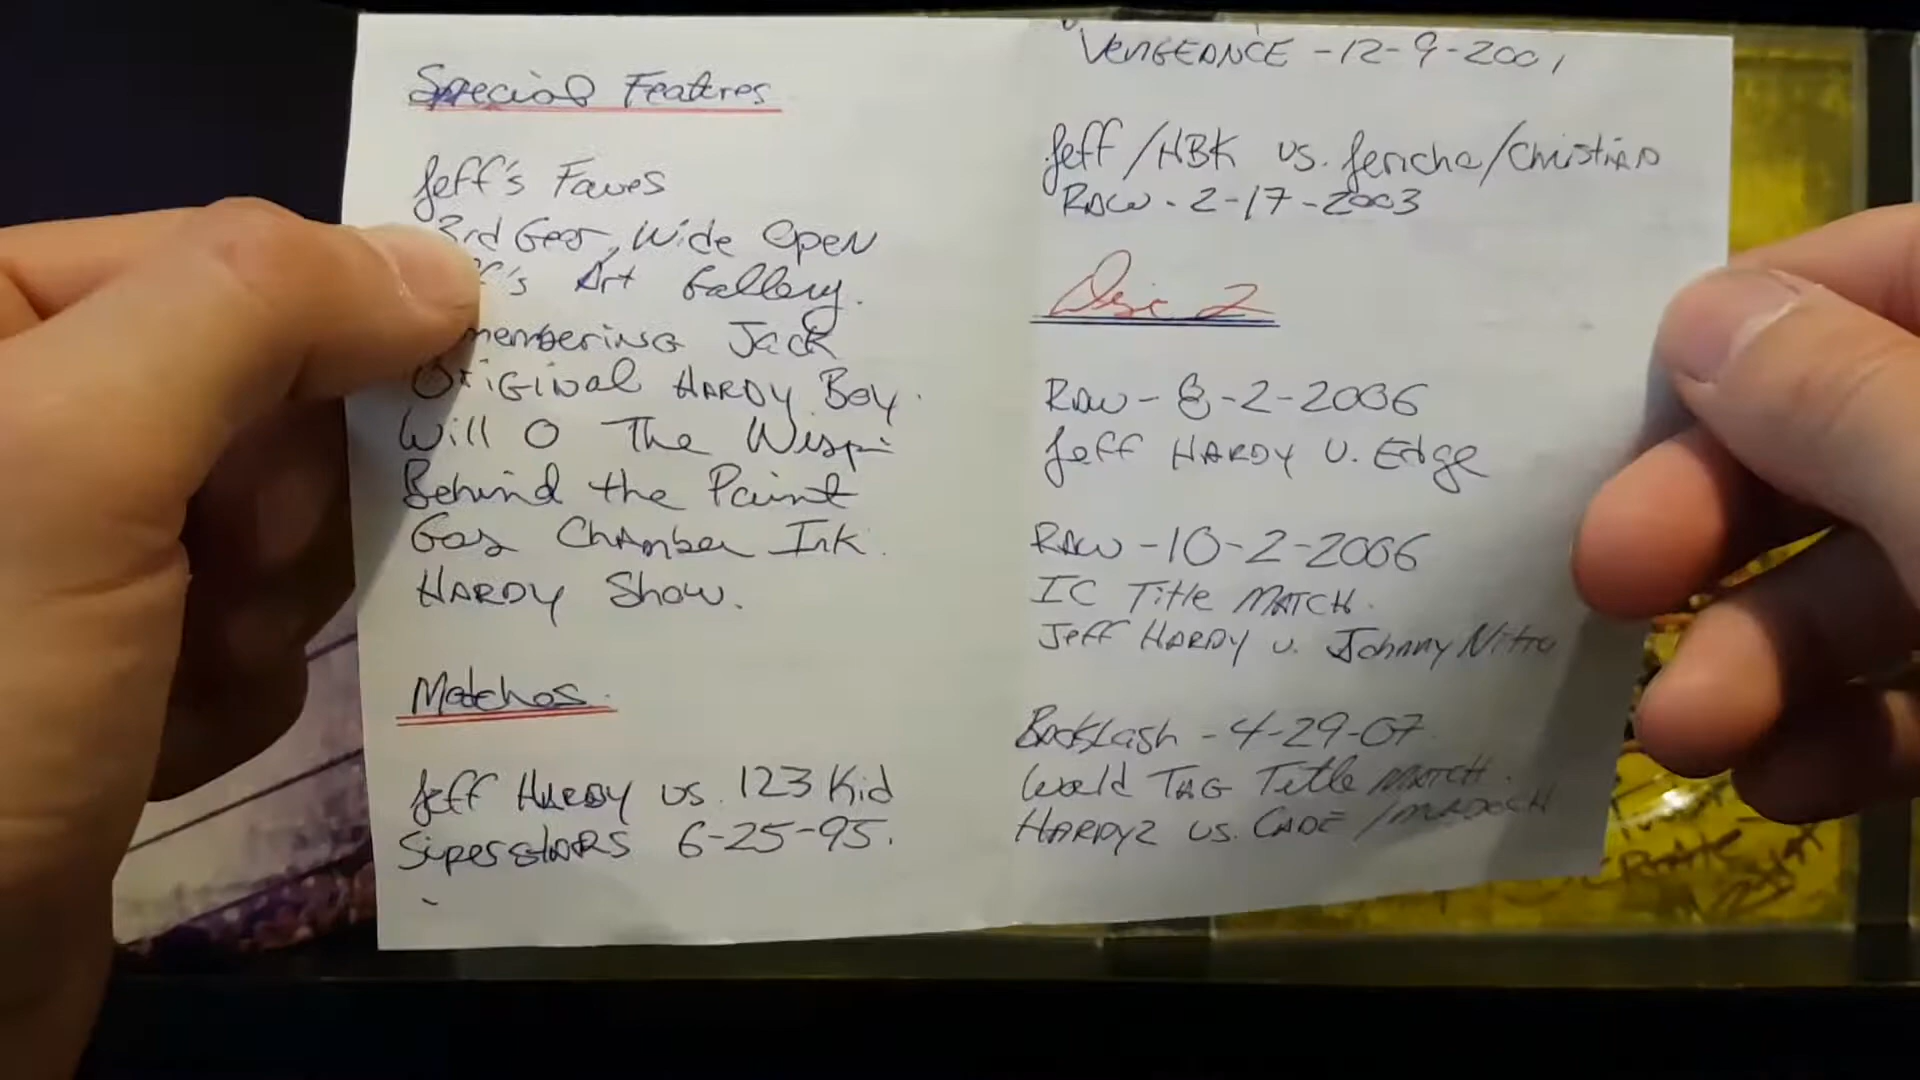 Special Features
Jeff's Faves
3rd Gear, Wide Open
's Art Gallery.
membering Jack
Original HARDY Boy.
Will O The Wisp
Behind the Paint
Gas Chamber Ink.
HARDY Show.
Matches.
Jeff HARDY vs. 123 Kid
Superstars 6-25-95.
VENGEANCE - 12-9-2001
Jeff/HBK vs. Jericho/Christian
RAW - 2-17-2003
Disc 2
RAW - 8-2-2006
Jeff HARDY v. Edge
RAW - 10-2-2006
IC Title MATCH.
Jeff HARDY v. Johnny Nitro
Backlash - 4-29-07
World TAG Title MATCH.
HARDYZ vs. CADE/MURDOCH